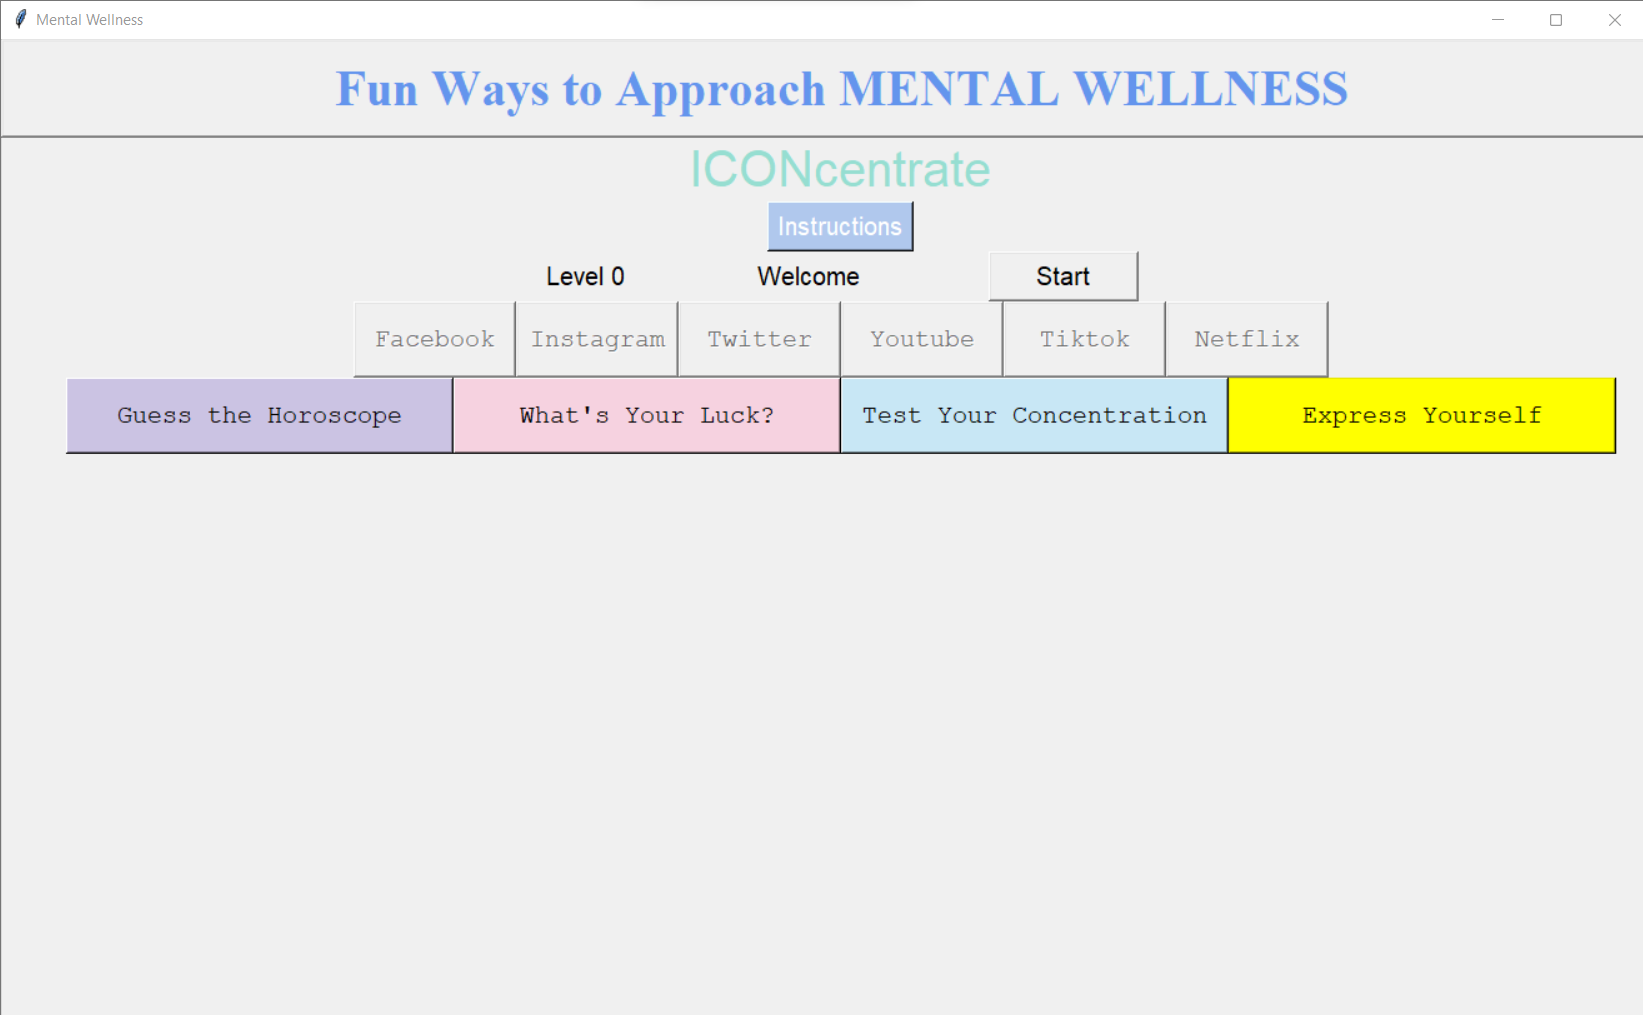 Mental Wellness
Fun Ways to Approach MENTAL WELLNESS
ICONcentrate
Instructions
Level 0 Welcome Start
Facebook Instagram Twitter Youtube Tiktok Netflix
Guess the Horoscope What's Your Luck? Test Your Concentration Express Yourself